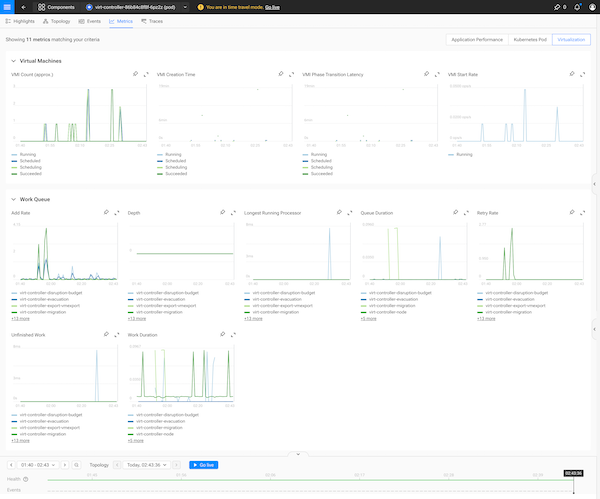 Components
virt-controller-86b84c8f8f-6pz2z (pod)
You are in time travel mode. Go live
0
Highlights
Topology
Events
Metrics
Traces
Showing 11 metrics matching your criteria.
Application Performance
Kubernetes Pod
Virtualization
Virtual Machines
VMI Count (approx.)
VMI Creation Time
VMI Phase Transition Latency
VMI Start Rate
Running
Scheduled
Scheduling
Succeeded
Running
Scheduled
Scheduling
Succeeded
Running
Scheduled
Scheduling
Succeeded
Running
Work Queue
Add Rate
Depth
Longest Running Processor
Queue Duration
Retry Rate
virt-controller-disruption-budget
virt-controller-evacuation
virt-controller-export-vmexport
virt-controller-migration
+13 more
virt-controller-disruption-budget
virt-controller-evacuation
virt-controller-export-vmexport
virt-controller-migration
+13 more
virt-controller-disruption-budget
virt-controller-evacuation
virt-controller-export-vmexport
virt-controller-migration
+13 more
virt-controller-disruption-budget
virt-controller-evacuation
virt-controller-migration
virt-controller-node
+5 more
virt-controller-disruption-budget
virt-controller-evacuation
virt-controller-export-vmexport
virt-controller-migration
+13 more
Unfinished Work
Work Duration
virt-controller-disruption-budget
virt-controller-evacuation
virt-controller-export-vmexport
virt-controller-migration
+13 more
virt-controller-disruption-budget
virt-controller-evacuation
virt-controller-migration
virt-controller-node
+5 more
01:40 - 02:43
Topology
Today, 02:43:36
Go live
02:43:36
Health
Events